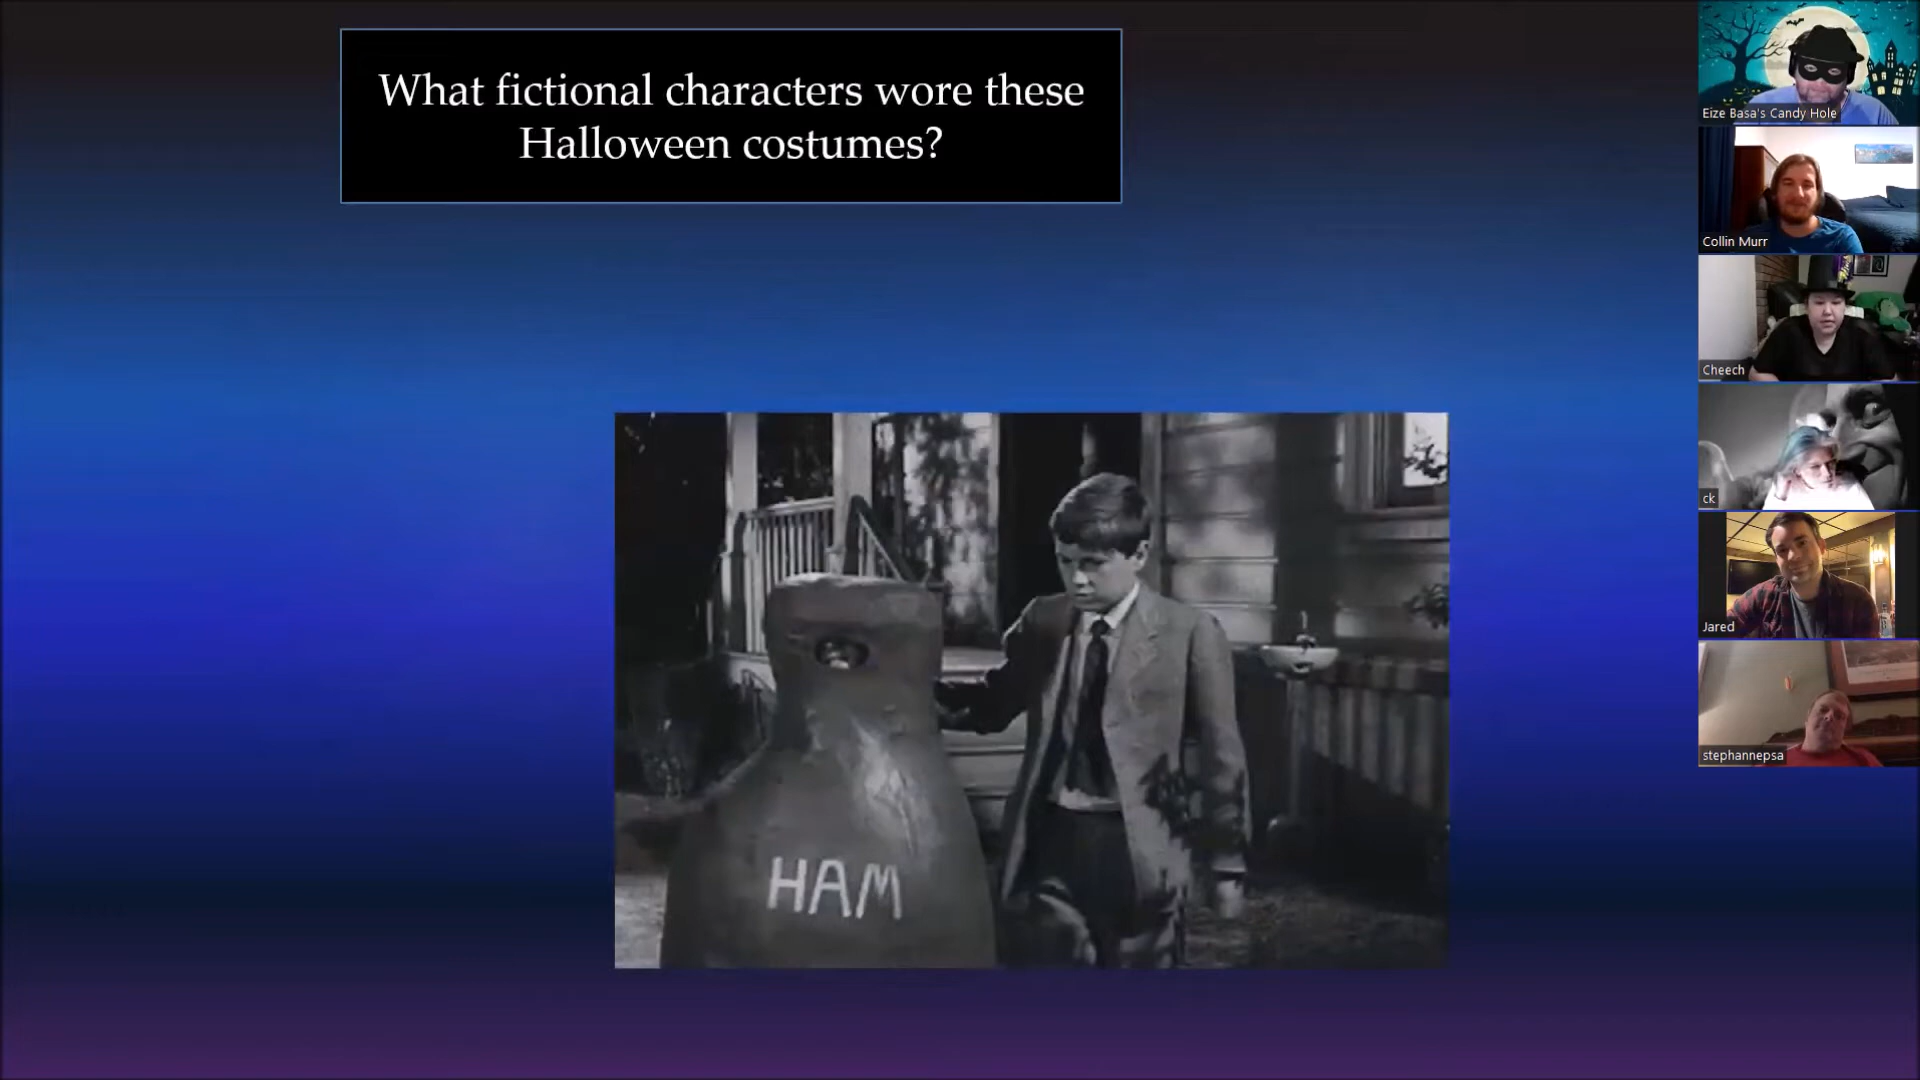 What fictional characters wore these
Halloween costumes?
HAM
Eize Basa's Candy Hole
Collin Murr
Cheech
ck
Jared
stephannepsa